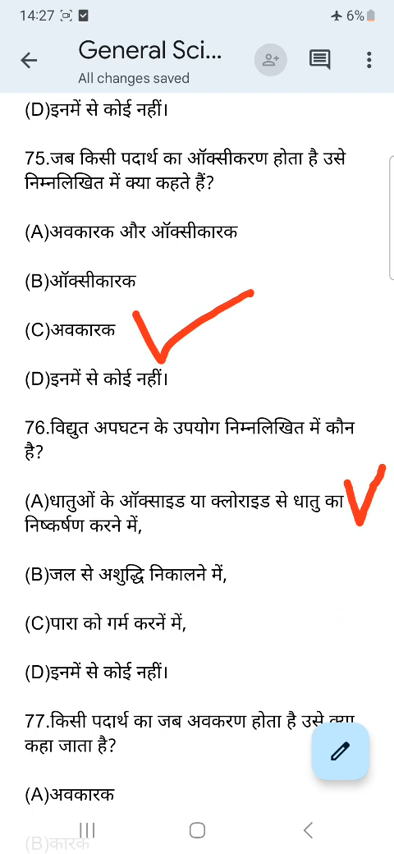 14:27
6%
General Sci...
All changes saved
(D)इनमें से कोई नहीं।
75.जब किसी पदार्थ का ऑक्सीकरण होता है उसे
निम्नलिखित में क्या कहते हैं?
(A)अवकारक और ऑक्सीकारक
(B)ऑक्सीकारक
(C)अवकारक
(D)इनमें से कोई नहीं।
76.विद्युत अपघटन के उपयोग निम्नलिखित में कौन
है?
(A)धातुओं के ऑक्साइड या क्लोराइड से धातु का
निष्कर्षण करने में,
(B)जल से अशुद्धि निकालने में,
(C)पारा को गर्म करनें में,
(D)इनमें से कोई नहीं।
77.किसी पदार्थ का जब अवकरण होता है उसे क्या
कहा जाता है?
(A)अवकारक
(B)कारक